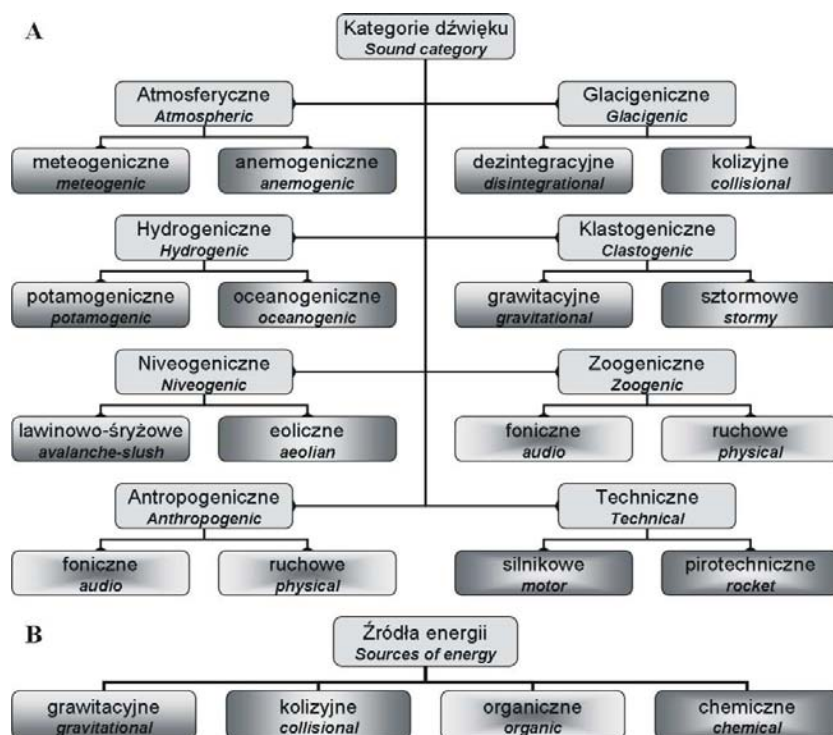 A
Kategorie dźwięku
Sound category
Atmosferyczne
Atmospheric
Glacigeniczne
Glacigenic
meteogeniczne
meteogenic
anemogeniczne
anemogenic
dezintegracyjne
disintegrational
kolizyjne
collisional
Hydrogeniczne
Hydrogenic
Klastogeniczne
Clastogenic
potamogeniczne
potamogenic
oceanogeniczne
oceanogenic
grawitacyjne
gravitational
sztormowe
stormy
Niveogeniczne
Niveogenic
Zoogeniczne
Zoogenic
lawinowo-śryżowe
avalanche-slush
eoliczne
aeolian
foniczne
audio
ruchowe
physical
Antropogeniczne
Anthropogenic
Techniczne
Technical
foniczne
audio
ruchowe
physical
silnikowe
motor
pirotechniczne
rocket
B
Źródła energii
Sources of energy
grawitacyjne
gravitational
kolizyjne
collisional
organiczne
organic
chemiczne
chemical